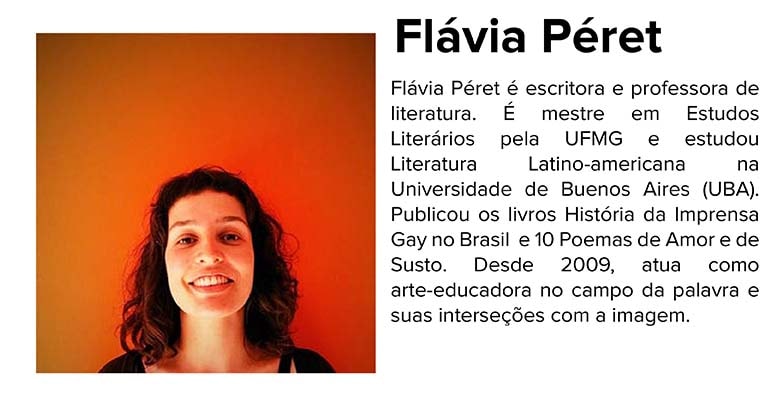 Flávia Péret
Flávia Péret é escritora e professora de
literatura. É mestre em Estudos
Literários pela UFMG e estudou
Literatura Latino-americana na
Universidade de Buenos Aires (UBA).
Publicou os livros História da Imprensa
Gay no Brasil e 10 Poemas de Amor e de
Susto. Desde 2009, atua como
arte-educadora no campo da palavra e
suas interseções com a imagem.